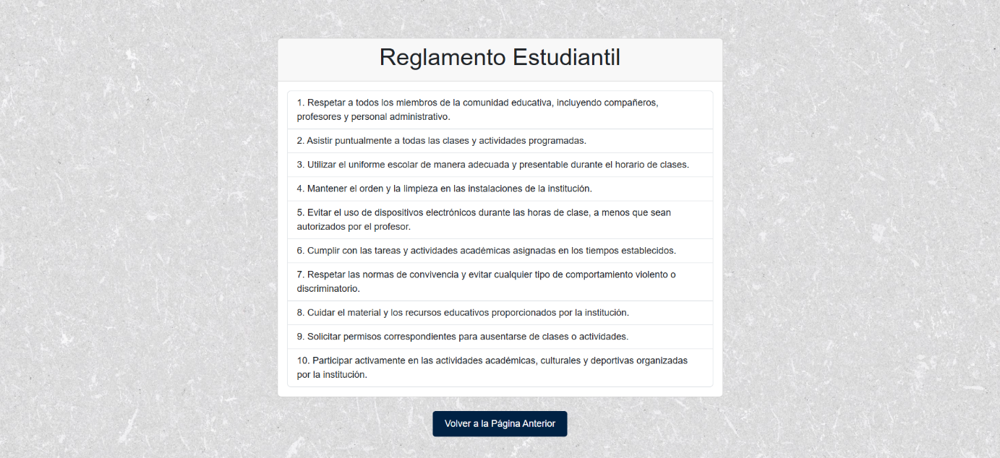 Reglamento Estudiantil
1. Respetar a todos los miembros de la comunidad educativa, incluyendo compañeros,
profesores y personal administrativo.
2. Asistir puntualmente a todas las clases y actividades programadas.
3. Utilizar el uniforme escolar de manera adecuada y presentable durante el horario de clases.
4. Mantener el orden y la limpieza en las instalaciones de la institución.
5. Evitar el uso de dispositivos electrónicos durante las horas de clase, a menos que sean
autorizados por el profesor.
6. Cumplir con las tareas y actividades académicas asignadas en los tiempos establecidos.
7. Respetar las normas de convivencia y evitar cualquier tipo de comportamiento violento o
discriminatorio.
8. Cuidar el material y los recursos educativos proporcionados por la institución.
9. Solicitar permisos correspondientes para ausentarse de clases o actividades.
10. Participar activamente en las actividades académicas, culturales y deportivas organizadas
por la institución.
Volver a la Página Anterior